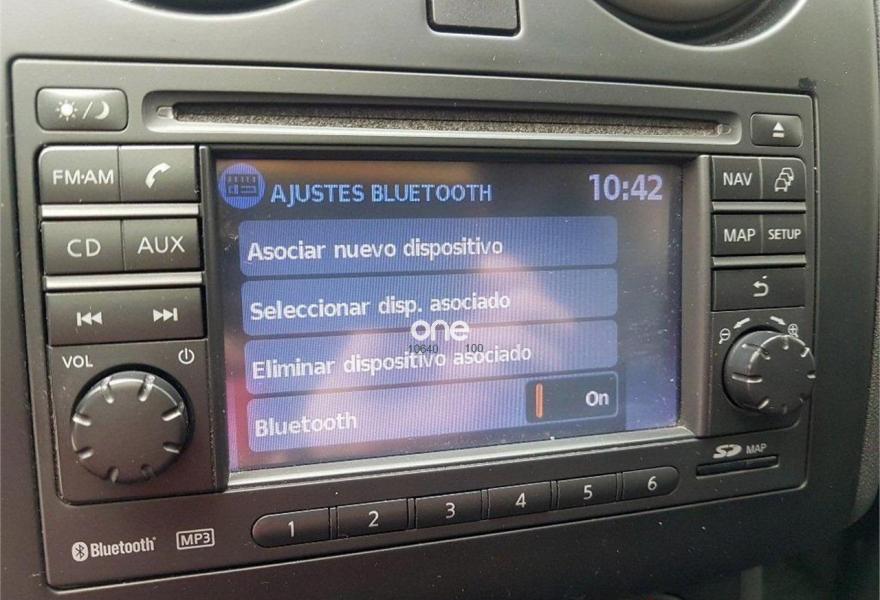 FM·AM
CD
AUX
VOL
AJUSTES BLUETOOTH
10:42
Asociar nuevo dispositivo
Seleccionar disp. asociado
one
10640 100
Eliminar dispositivo asociado
Bluetooth
On
NAV
MAP
SETUP
SD MAP
Bluetooth
MP3
1
2
3
4
5
6